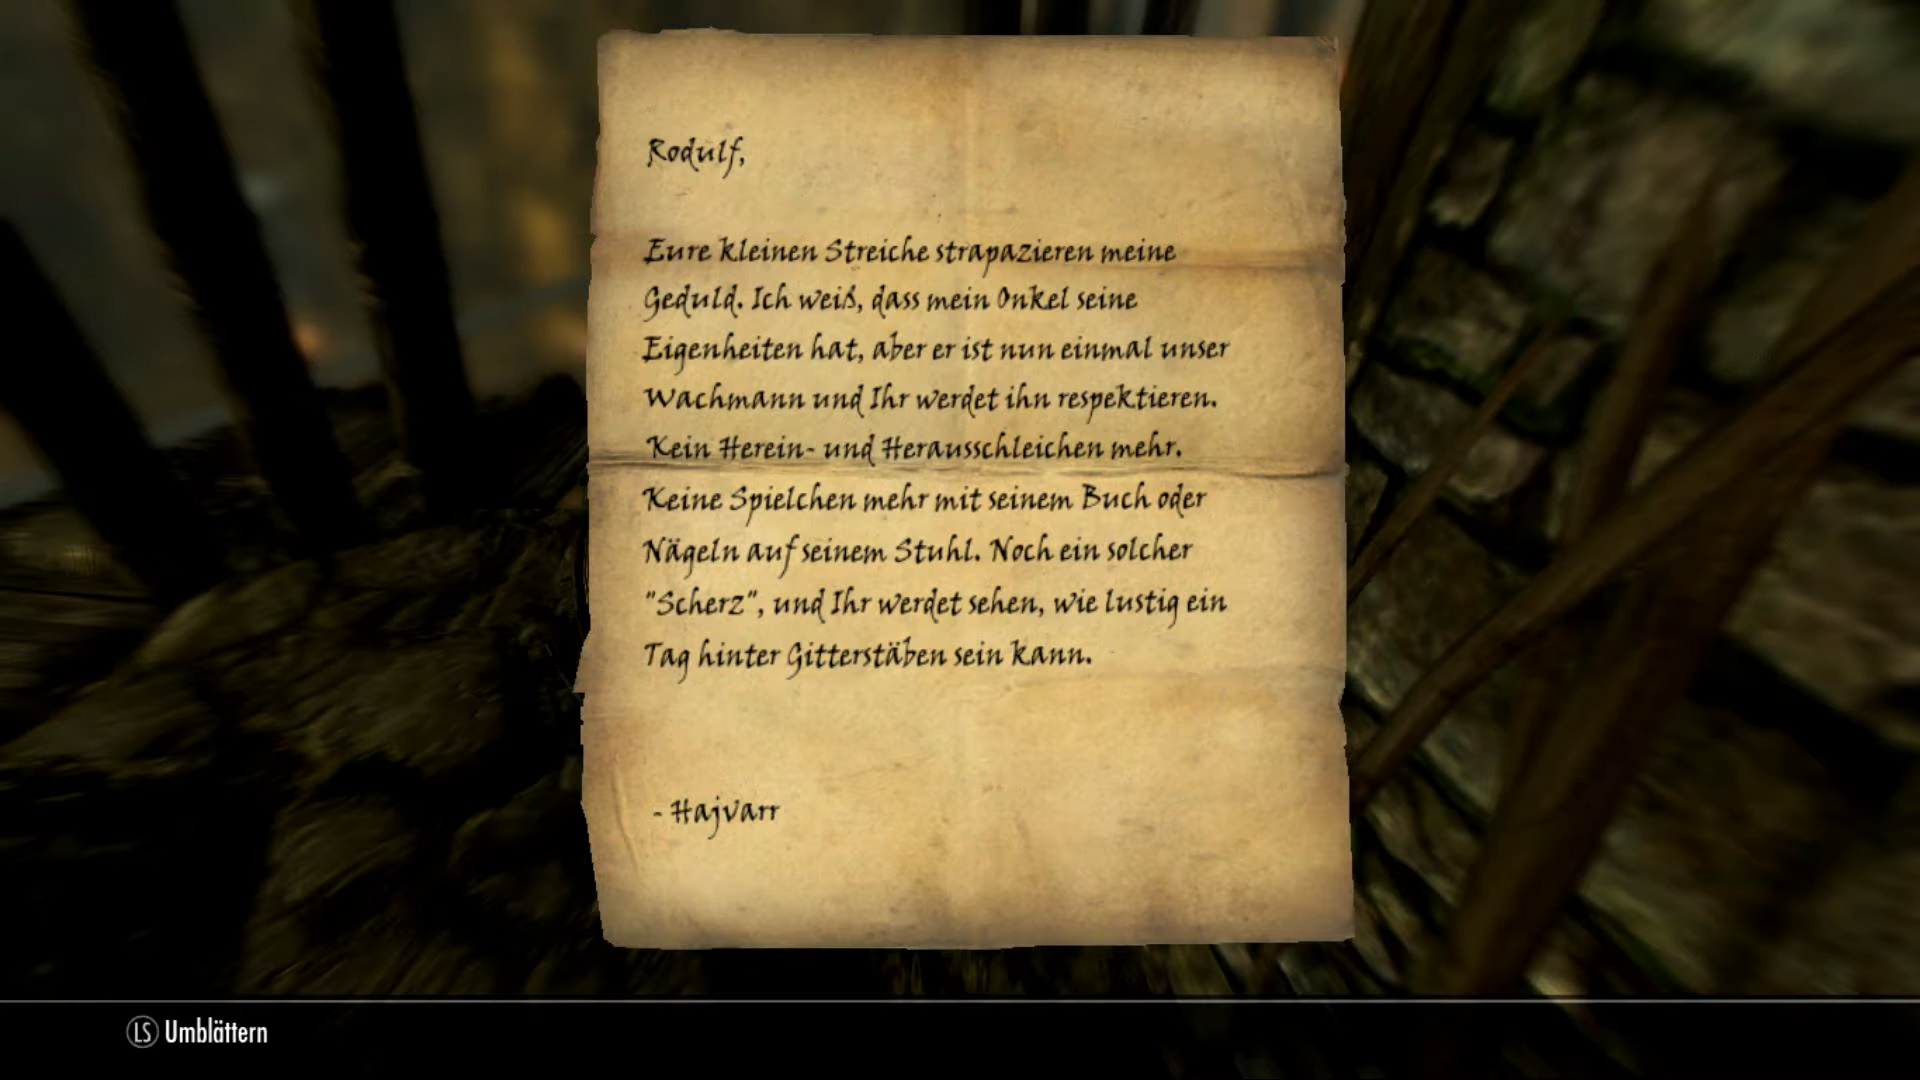 Rodulf,
Eure kleinen Streiche strapazieren meine
Geduld. Ich weiß, dass mein Onkel seine
Eigenheiten hat, aber er ist nun einmal unser
Wachmann und Ihr werdet ihn respektieren.
Kein Herein- und Herausschleichen mehr.
Keine Spielchen mehr mit seinem Buch oder
Nägeln auf seinem Stuhl. Noch ein solcher
"Scherz", und Ihr werdet sehen, wie lustig ein
Tag hinter Gitterstäben sein kann.
- Hajvarr
LS Umblättern